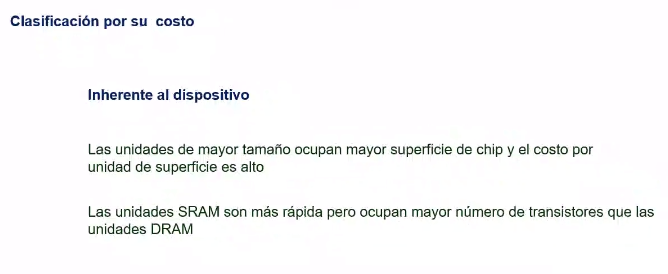 Clasificación por su costo
Inherente al dispositivo
Las unidades de mayor tamaño ocupan mayor superficie de chip y el costo por
unidad de superficie es alto
Las unidades SRAM son más rápida pero ocupan mayor número de transistores que las
unidades DRAM